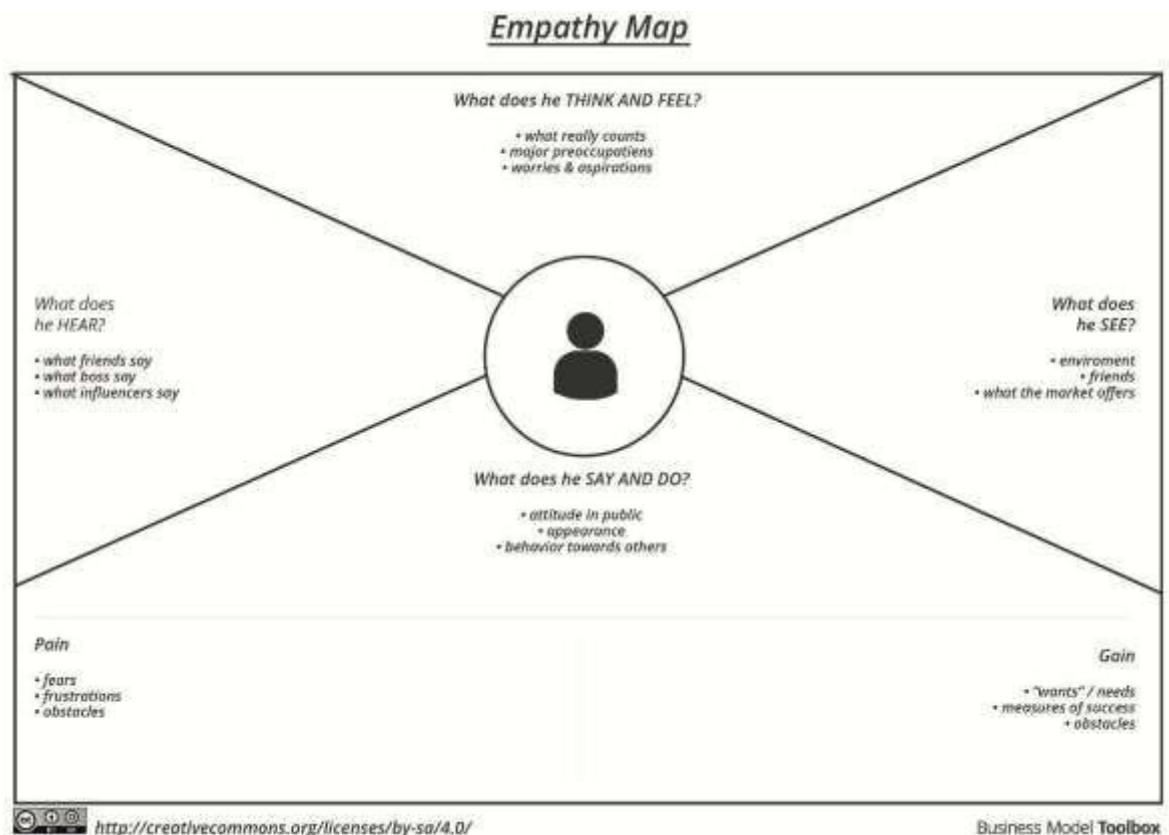 Empathy Map
What does he THINK AND FEEL?
• what really counts
• major preoccupatiens
• worries & aspirations
What does
he HEAR?
• what friends say
• what boss say
• what influencers say
What does
he SEE?
• enviroment
• friends
• what the market offers
What does he SAY AND DO?
• attitude in public
• appearance
• behavior towards others
Pain
• fears
• frustrations
• obstacles
Gain
• "wants" / needs
• measures of success
• obstacles
http://creativecommons.org/licenses/by-sa/4.0/
Business Model Toolbox